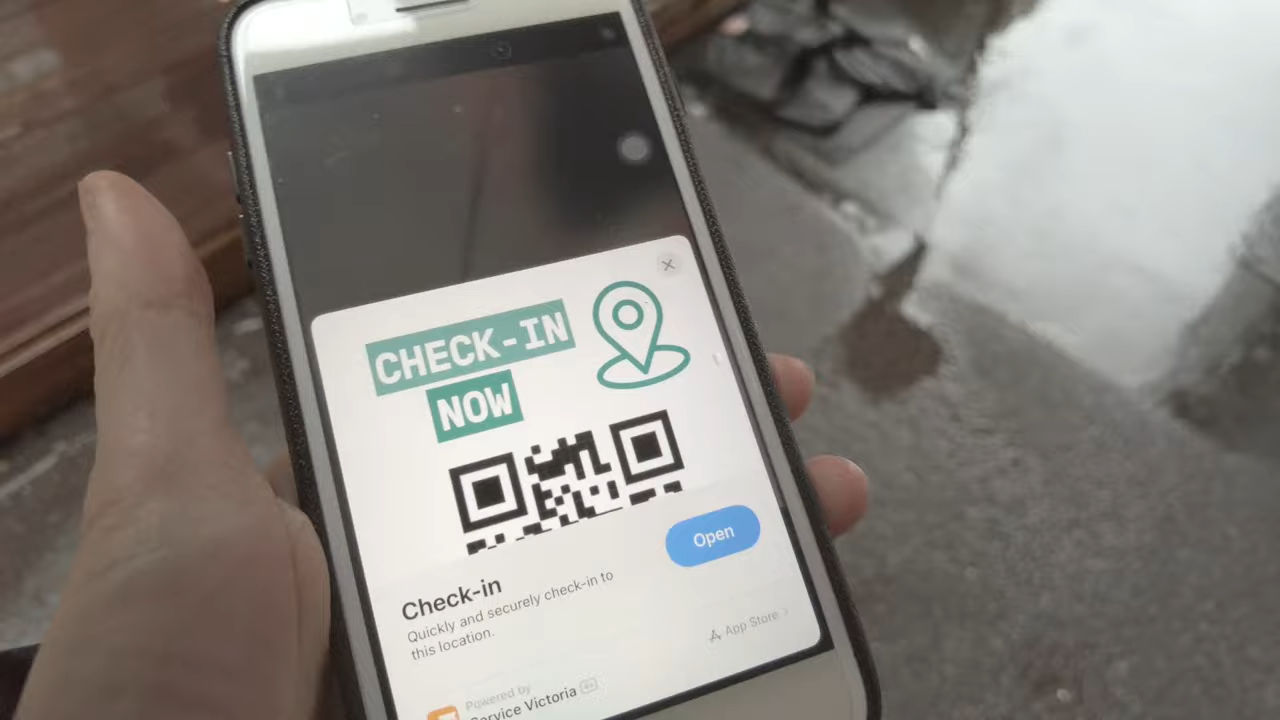 CHECK-IN
NOW
Open
Check-in
Quickly and securely check-in to
this location.
App Store
Powered by
Service Victoria